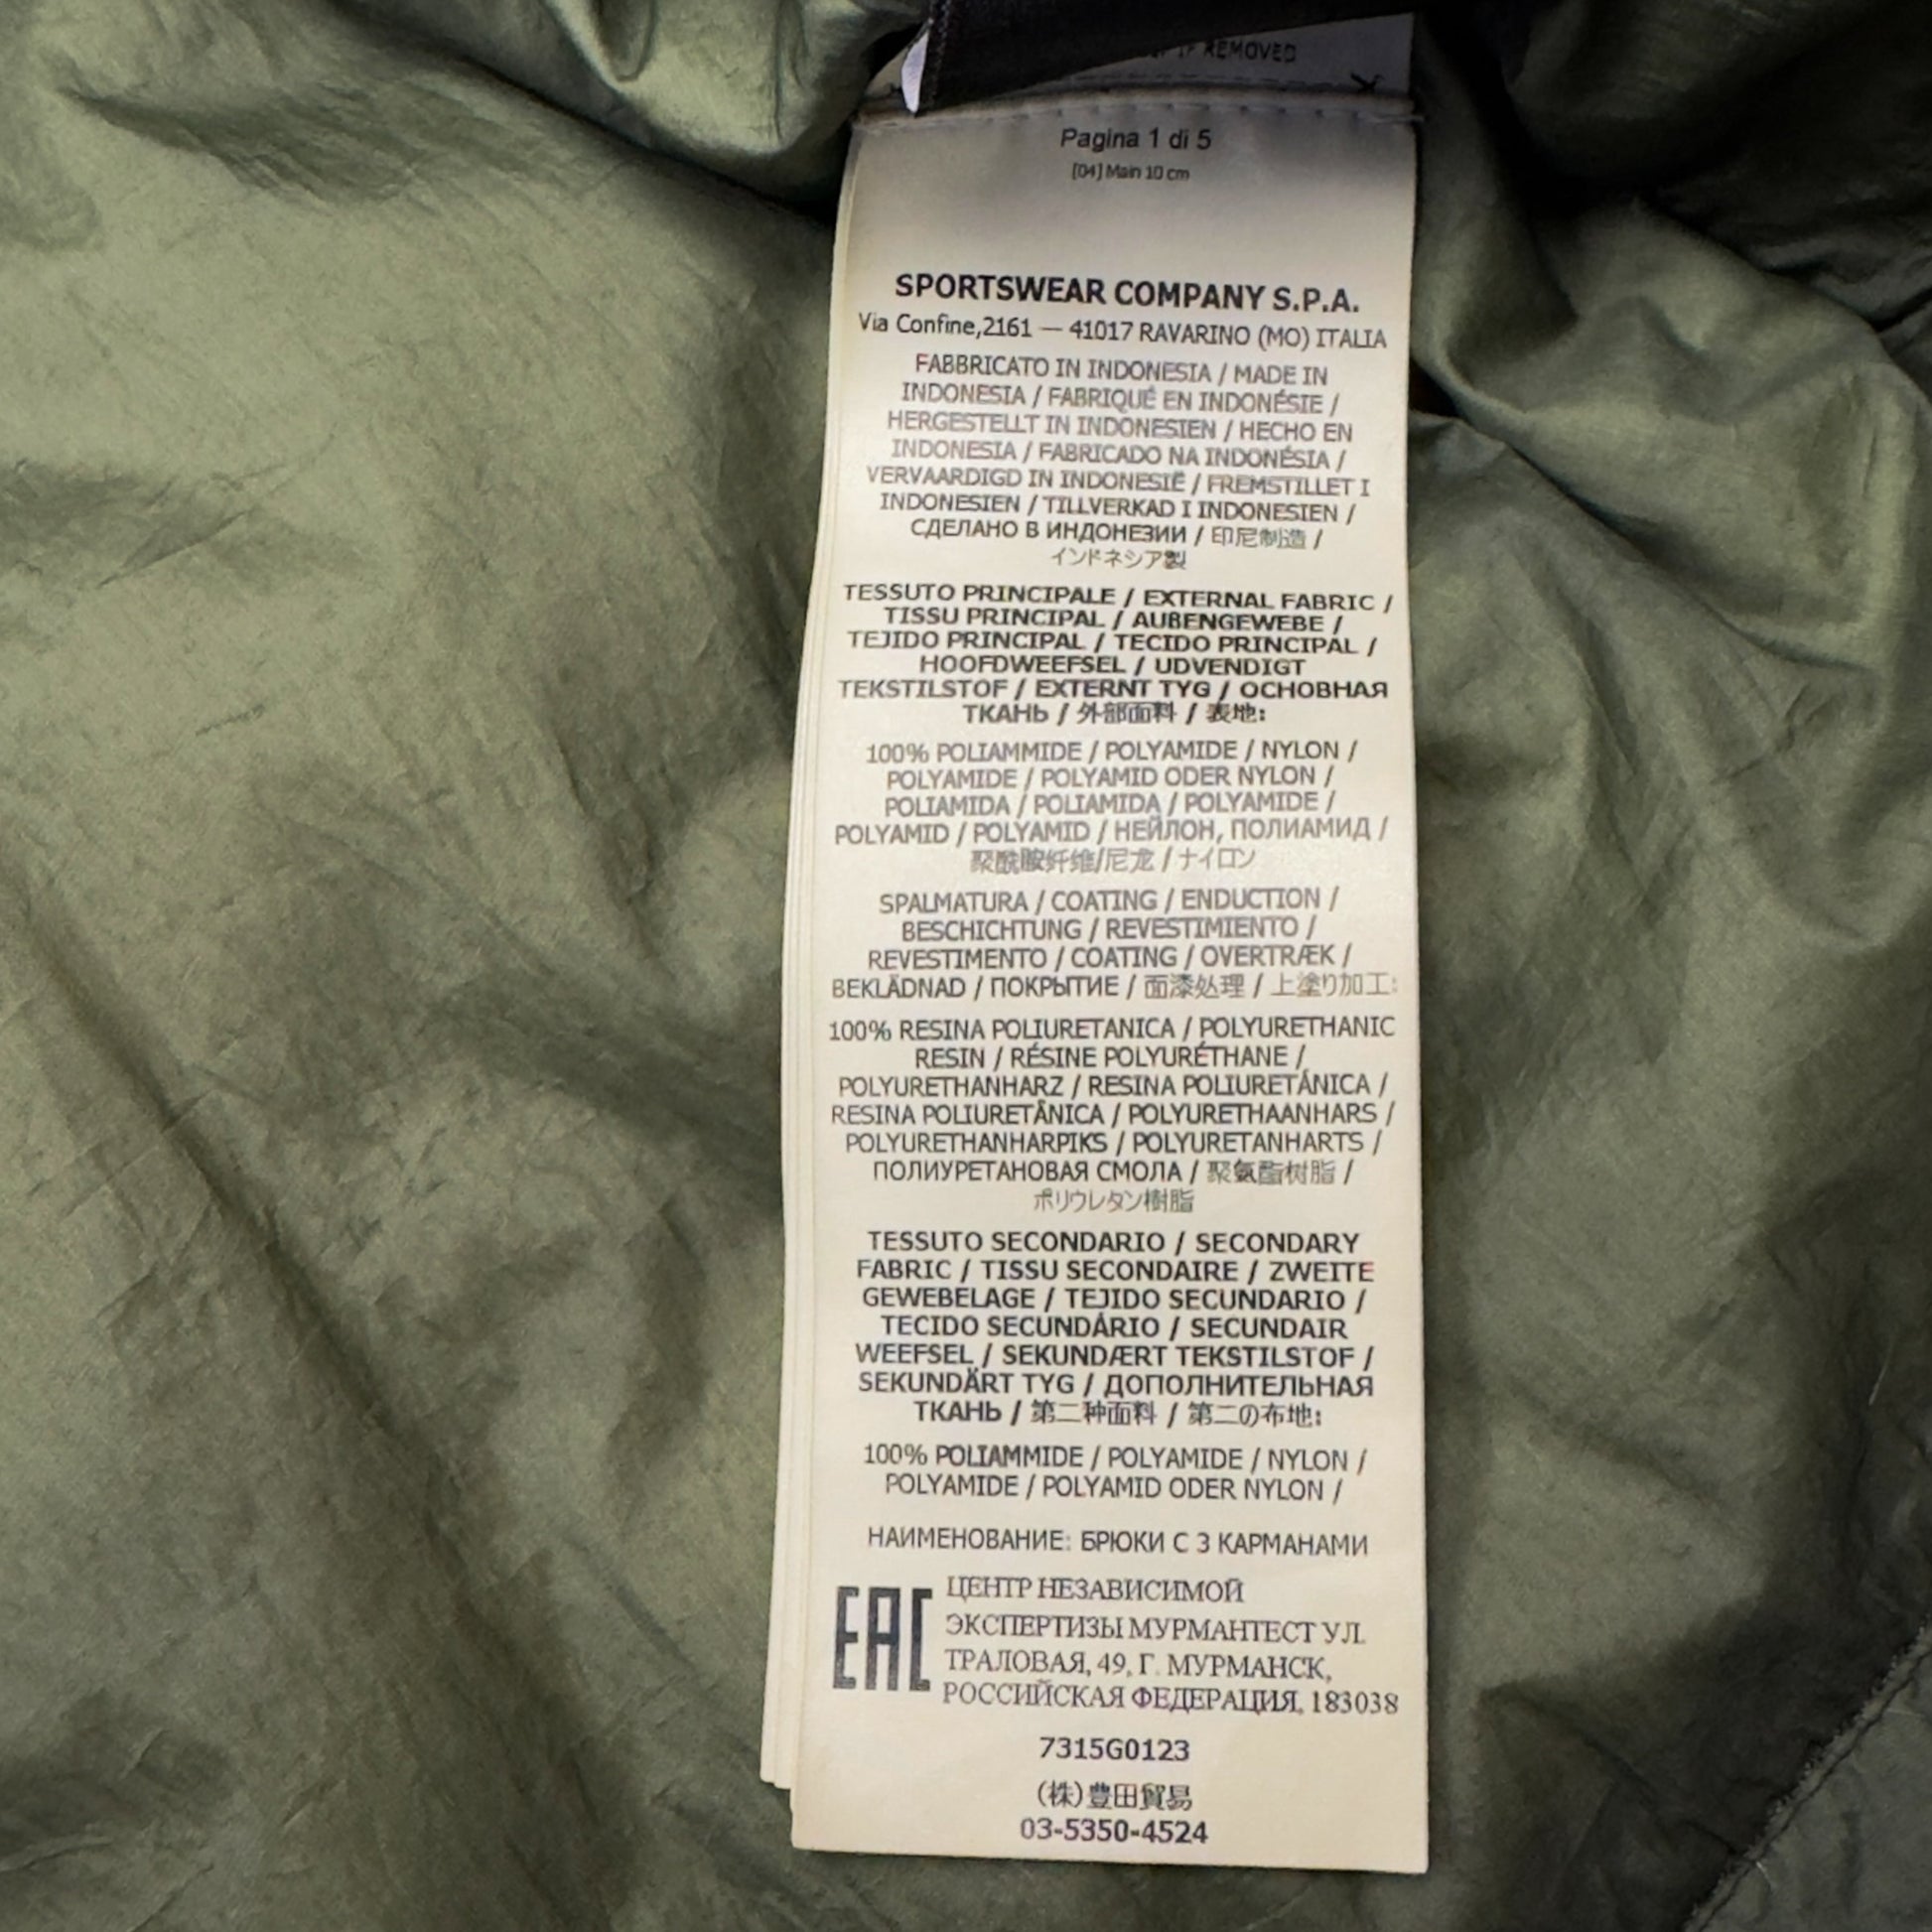 IF REMOVED
Pagina 1 di 5
[04] Main 10 cm
SPORTSWEAR COMPANY S.P.A.
Via Confine,2161 — 41017 RAVARINO (MO) ITALIA
FABBRICATO IN INDONESIA / MADE IN
INDONESIA / FABRIQUÉ EN INDONÉSIE /
HERGESTELLT IN INDONESIEN / HECHO EN
INDONESIA / FABRICADO NA INDONÉSIA /
VERVAARDIGD IN INDONESIË / FREMSTILLET I
INDONESIEN / TILLVERKAD I INDONESIEN /
СДЕЛАНО В ИНДОНЕЗИИ / 印尼制造 /
インドネシア製
TESSUTO PRINCIPALE / EXTERNAL FABRIC /
TISSU PRINCIPAL / AUßENGEWEBE /
TEJIDO PRINCIPAL / TECIDO PRINCIPAL /
HOOFDWEEFSEL / UDVENDIGT
TEKSTILSTOF / EXTERNT TYG / ОСНОВНАЯ
ТКАНЬ / 外部面料 / 表地:
100% POLIAMMIDE / POLYAMIDE / NYLON /
POLYAMIDE / POLYAMID ODER NYLON /
POLIAMIDA / POLIAMIDA / POLYAMIDE /
POLYAMID / POLYAMID / НЕЙЛОН, ПОЛИАМИД /
聚酰胺纤维/尼龙 / ナイロン
SPALMATURA / COATING / ENDUCTION /
BESCHICHTUNG / REVESTIMIENTO /
REVESTIMENTO / COATING / OVERTRÆK /
BEKLÄDNAD / ПОКРЫТИЕ / 面漆处理 / 上塗り加工:
100% RESINA POLIURETANICA / POLYURETHANIC
RESIN / RÉSINE POLYURÉTHANE /
POLYURETHANHARZ / RESINA POLIURETÁNICA /
RESINA POLIURETÂNICA / POLYURETHAANHARS /
POLYURETHANHARPIKS / POLYURETANHARTS /
ПОЛИУРЕТАНОВАЯ СМОЛА / 聚氨酯树脂 /
ポリウレタン樹脂
TESSUTO SECONDARIO / SECONDARY
FABRIC / TISSU SECONDAIRE / ZWEITE
GEWEBELAGE / TEJIDO SECUNDARIO /
TECIDO SECUNDÁRIO / SECUNDAIR
WEEFSEL / SEKUNDÆRT TEKSTILSTOF /
SEKUNDÄRT TYG / ДОПОЛНИТЕЛЬНАЯ
ТКАНЬ / 第二种面料 / 第二の布地:
100% POLIAMMIDE / POLYAMIDE / NYLON /
POLYAMIDE / POLYAMID ODER NYLON /
НАИМЕНОВАНИЕ: БРЮКИ С 3 КАРМАНАМИ
EAC
ЦЕНТР НЕЗАВИСИМОЙ
ЭКСПЕРТИЗЫ МУРМАНТЕСТ УЛ.
ТРАЛОВАЯ, 49, Г. МУРМАНСК,
РОССИЙСКАЯ ФЕДЕРАЦИЯ, 183038
7315G0123
(株)豊田貿易
03-5350-4524